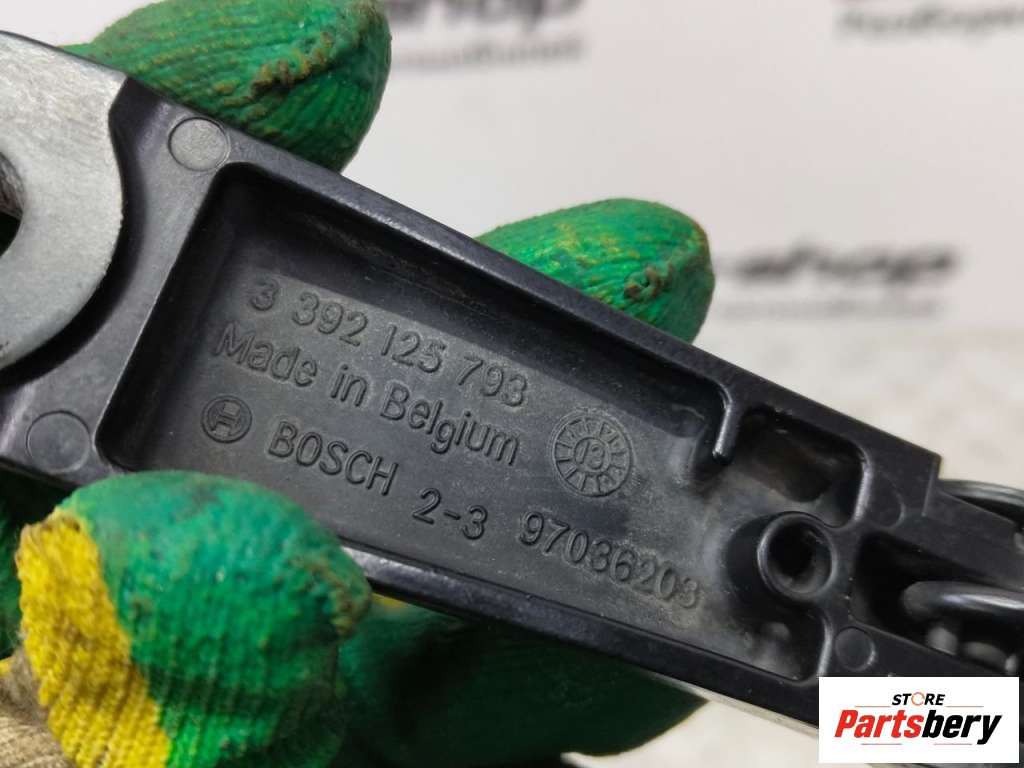 3 392 125 793
Made in Belgium
BOSCH 2-3 97036203
13
STORE
Partsbery